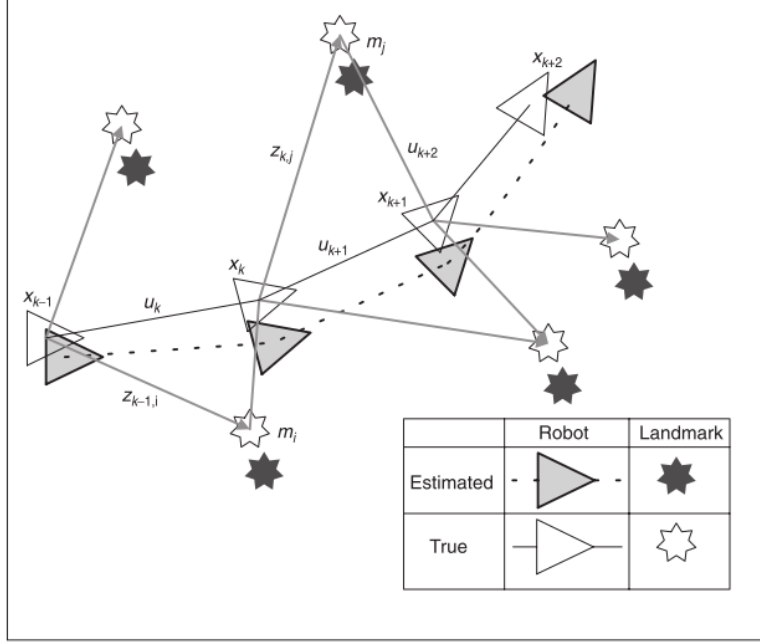 m_j
x_{k+2}
z_{k,j}
u_{k+2}
x_{k+1}
u_{k+1}
x_k
x_{k–1}
u_k
z_{k–1,i}
m_i
Robot Landmark
Estimated
True